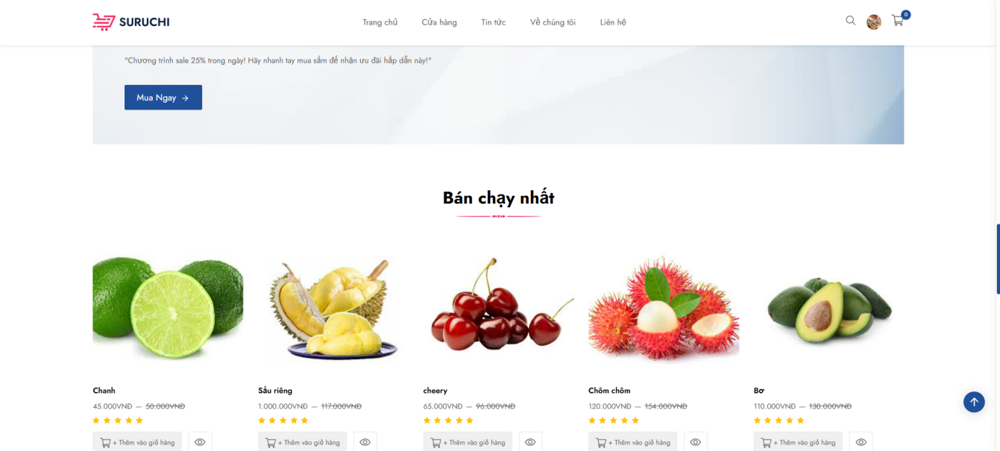 SURUCHI
Trang chủ Cửa hàng Tin tức Về chúng tôi Liên hệ
0
"Chương trình sale 25% trong ngày! Hãy nhanh tay mua sắm để nhận ưu đãi hấp dẫn này!"
Mua Ngay →
Bán chạy nhất
Chanh
45.000VNĐ — 50.000VNĐ
+ Thêm vào giỏ hàng
Sầu riêng
1.000.000VNĐ — 117.000VNĐ
+ Thêm vào giỏ hàng
cheery
65.000VNĐ — 96.000VNĐ
+ Thêm vào giỏ hàng
Chôm chôm
120.000VNĐ — 154.000VNĐ
+ Thêm vào giỏ hàng
Bơ
110.000VNĐ — 130.000VNĐ
+ Thêm vào giỏ hàng